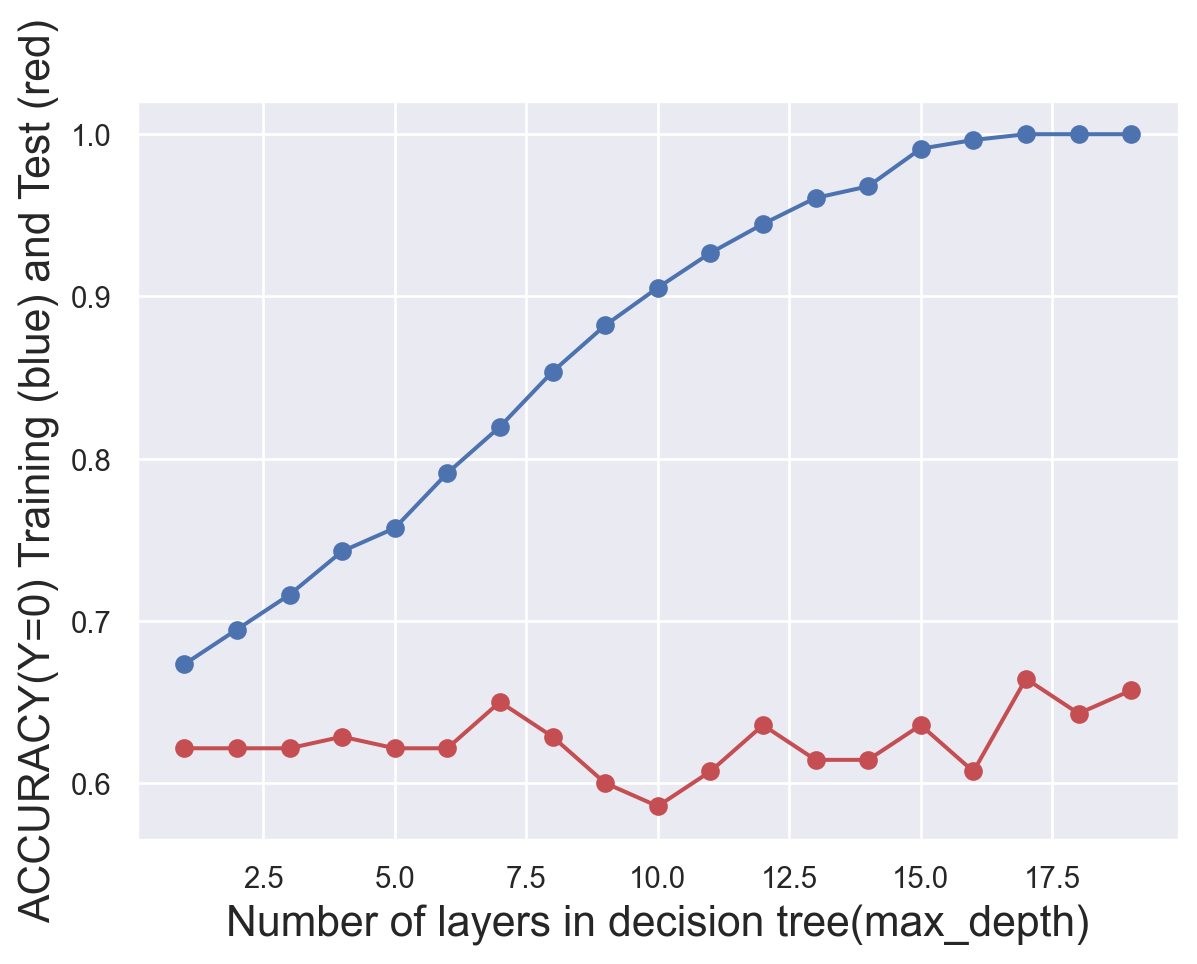 ACCURACY(Y=0) Training (blue) and Test (red)
1.0
0.9
0.8
0.7
0.6
2.5 5.0 7.5 10.0 12.5 15.0 17.5
Number of layers in decision tree(max_depth)